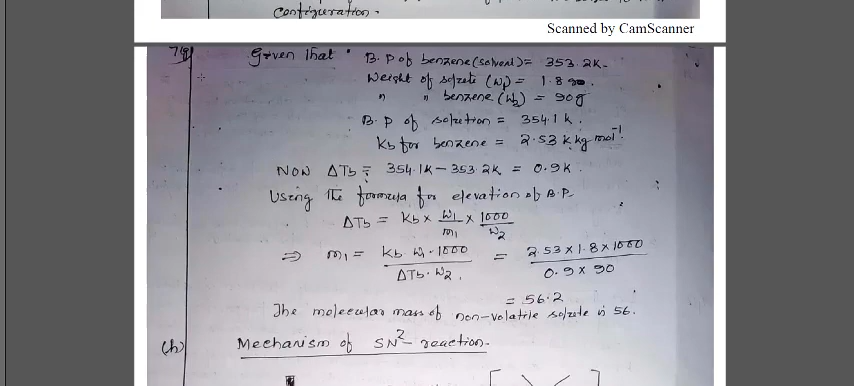 configuration.
Scanned by CamScanner
7(g) Given that B.P of benzene (solvent) = 353.2K.
Weight of solute (W1) = 1.8 go.
" " benzene (W2) = 90g
B.P of solution = 354.1 k.
Kb for benzene = 2.53 k kg mol-1
NOW ΔTb = 354.1K - 353.2K = 0.9K.
Using the formula for elevation of B.P.
ΔTb = Kb × W1/m1 × 1000/W2
⇒ m1 = Kb W1.1000 / ΔTb.W2. = 2.53 × 1.8 × 1000 / 0.9 × 90
= 56.2
The molecular mass of non-volatile solute is 56.
(h) Mechanism of SN2- reaction.